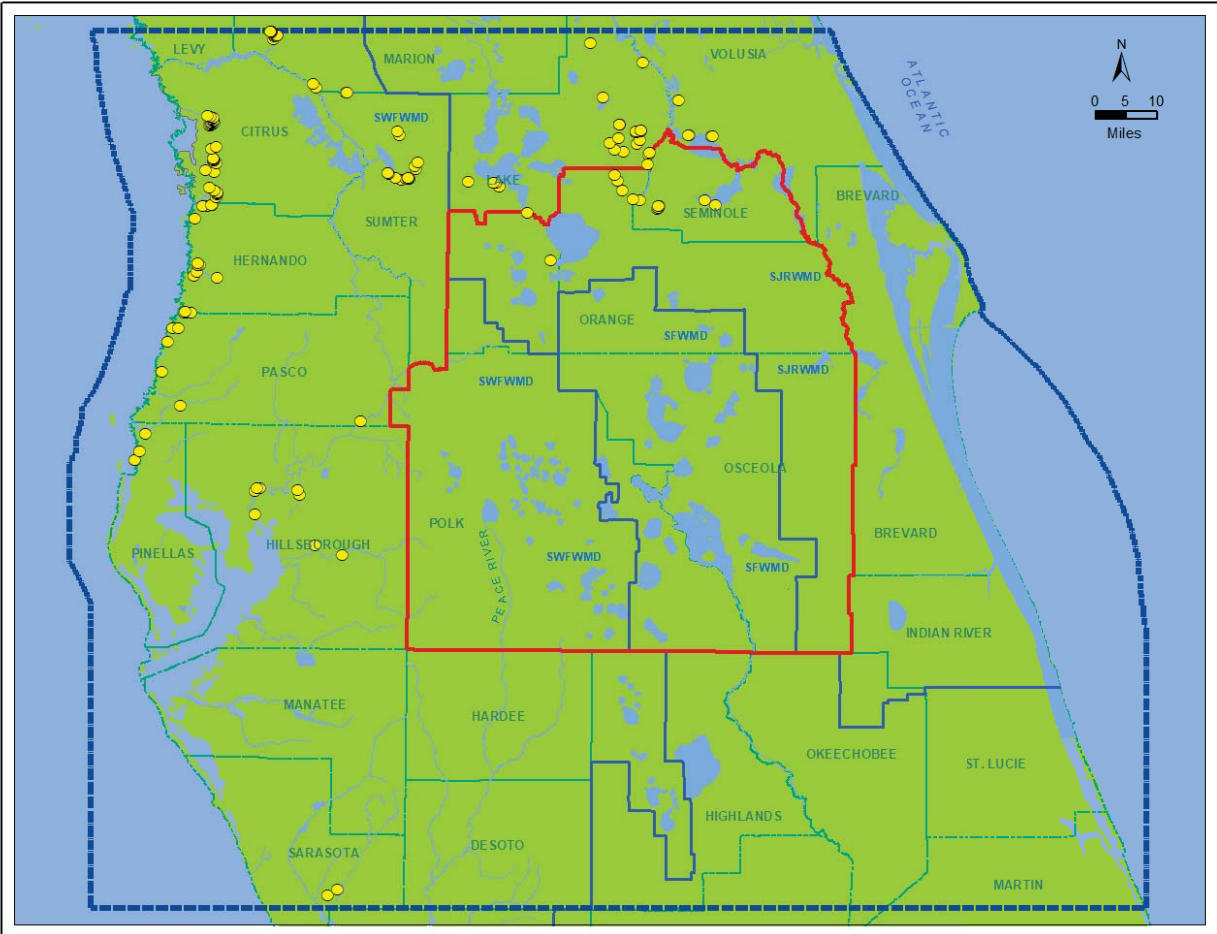 LEVY
MARION
VOLUSIA
ATLANTIC
OCEAN
N
0 5 10
Miles
CITRUS
SWFWMD
LAKE
BREVARD
SUMTER
SEMINOLE
HERNANDO
SJRWMD
ORANGE
SFWMD
PASCO
SWFWMD
SJRWMD
OSCEOLA
POLK
PEACE RIVER
HILLSBOROUGH
PINELLAS
SWFWMD
SFWMD
BREVARD
INDIAN RIVER
MANATEE
HARDEE
OKEECHOBEE
ST. LUCIE
HIGHLANDS
SARASOTA
DESOTO
MARTIN